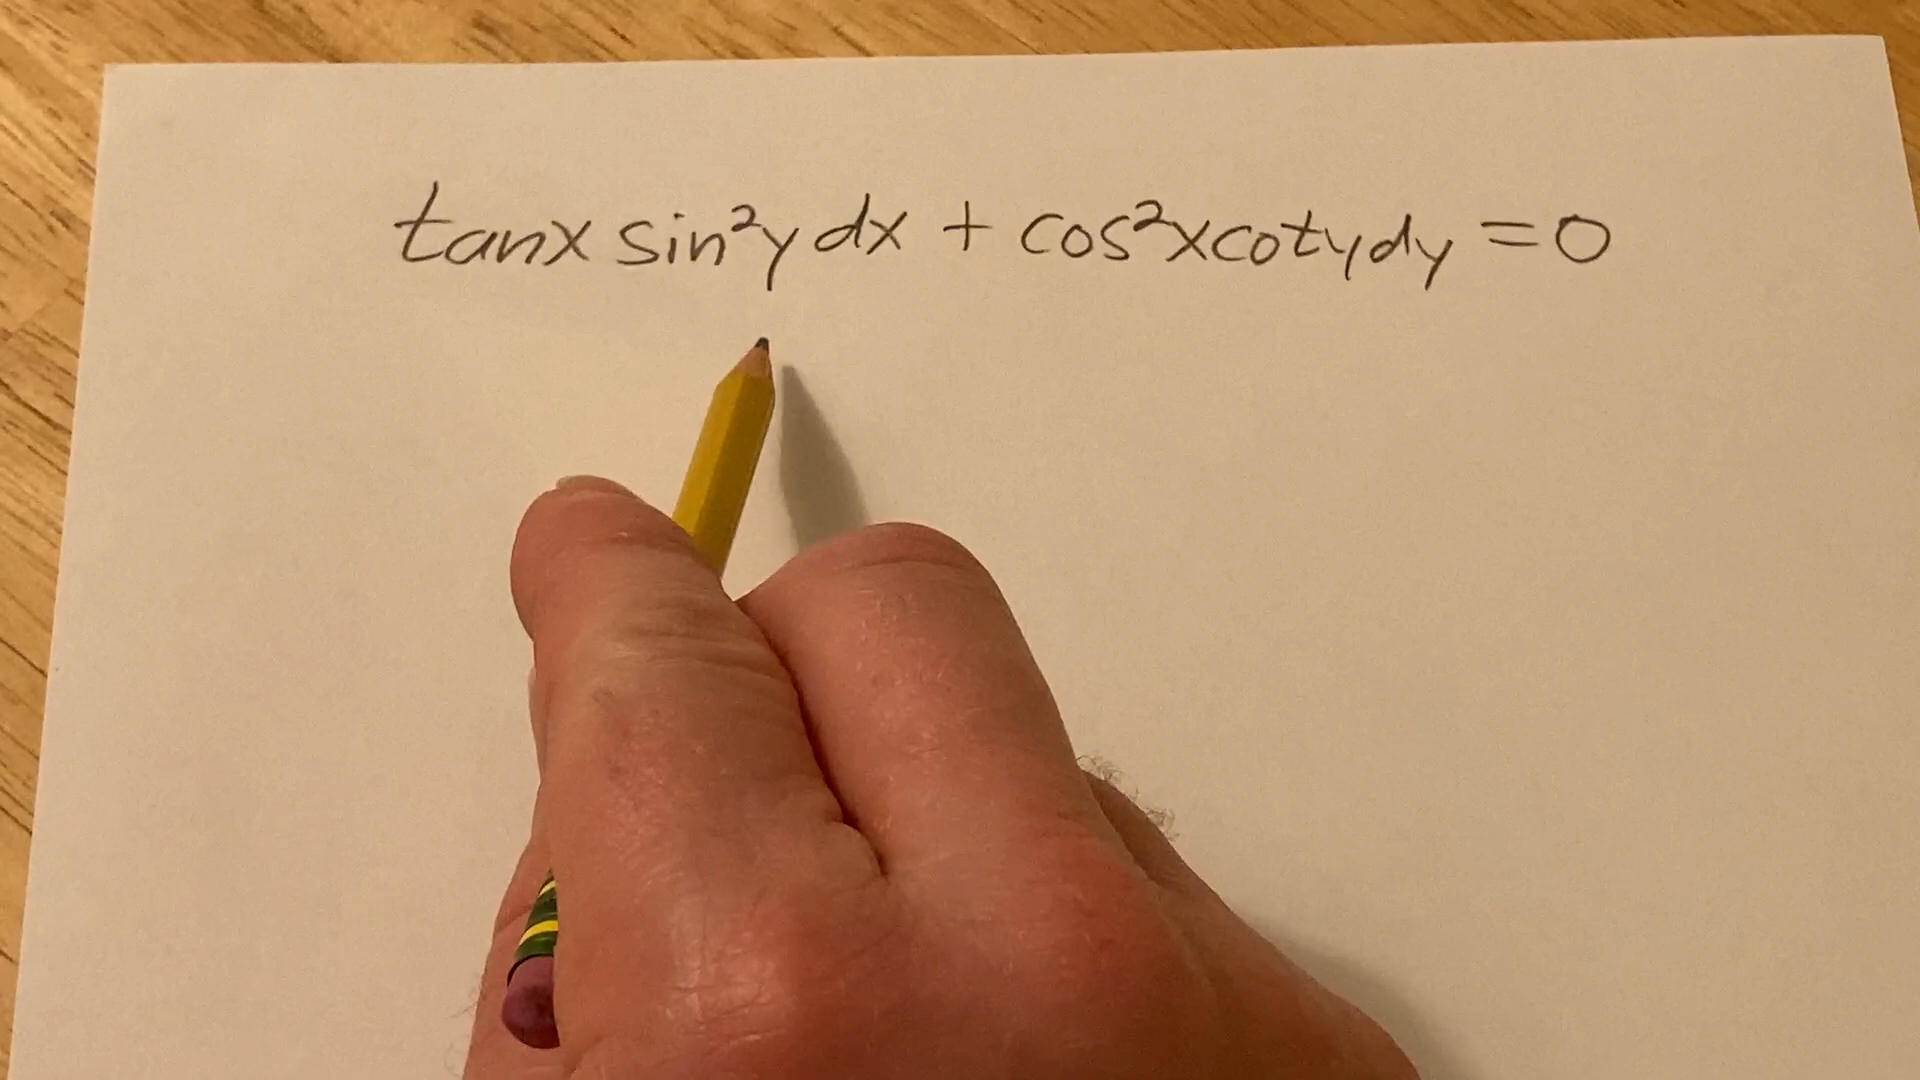 tanx sin²y dx + cos²x coty dy = 0